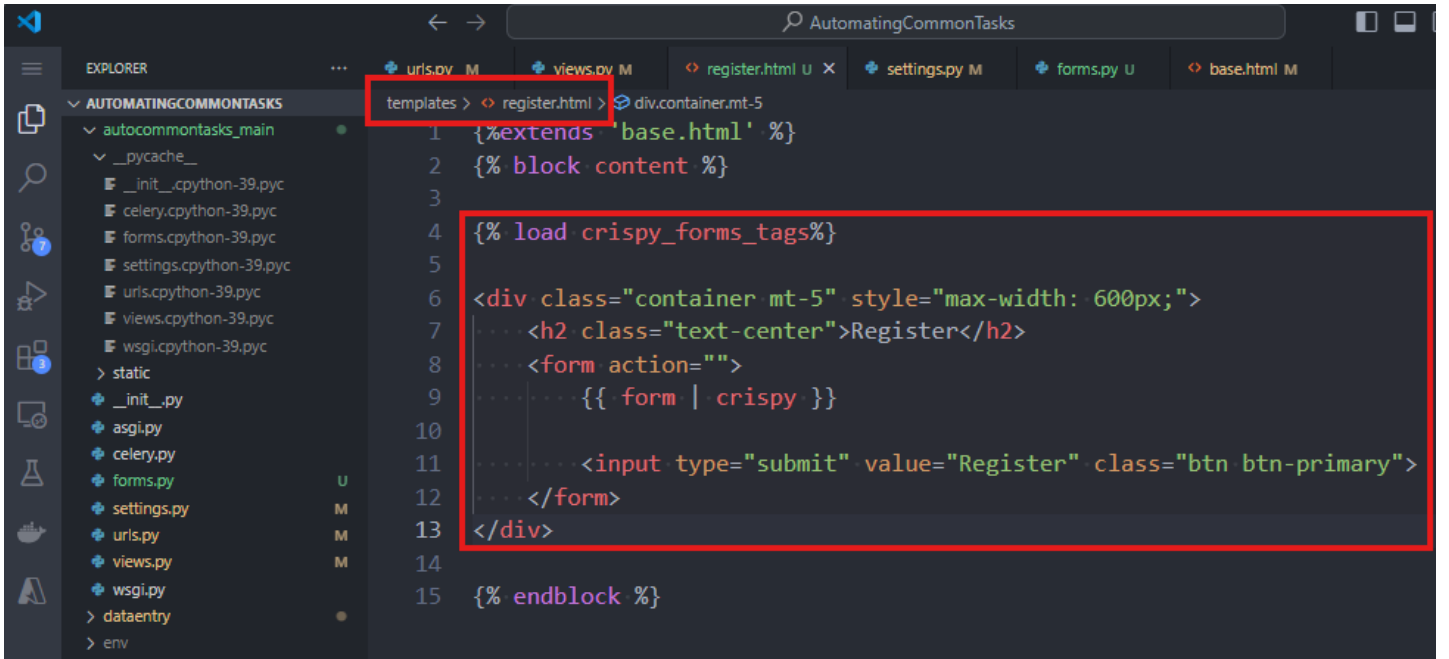 ← → AutomatingCommonTasks
EXPLORER ...
urls.py M views.py M register.html U X settings.py M forms.py U base.html M
AUTOMATINGCOMMONTASKS
templates > register.html > div.container.mt-5
autocommontasks_main
__pycache__
__init__.cpython-39.pyc
celery.cpython-39.pyc
forms.cpython-39.pyc
settings.cpython-39.pyc
urls.cpython-39.pyc
views.cpython-39.pyc
wsgi.cpython-39.pyc
> static
__init__.py
asgi.py
celery.py
forms.py U
settings.py M
urls.py M
views.py M
wsgi.py
> dataentry
> env
7
3
1 {%extends 'base.html' %}
2 {% block content %}
3
4 {% load crispy_forms_tags%}
5
6 <div class="container mt-5" style="max-width: 600px;">
7 <h2 class="text-center">Register</h2>
8 <form action="">
9 {{ form | crispy }}
10
11 <input type="submit" value="Register" class="btn btn-primary">
12 </form>
13 </div>
14
15 {% endblock %}